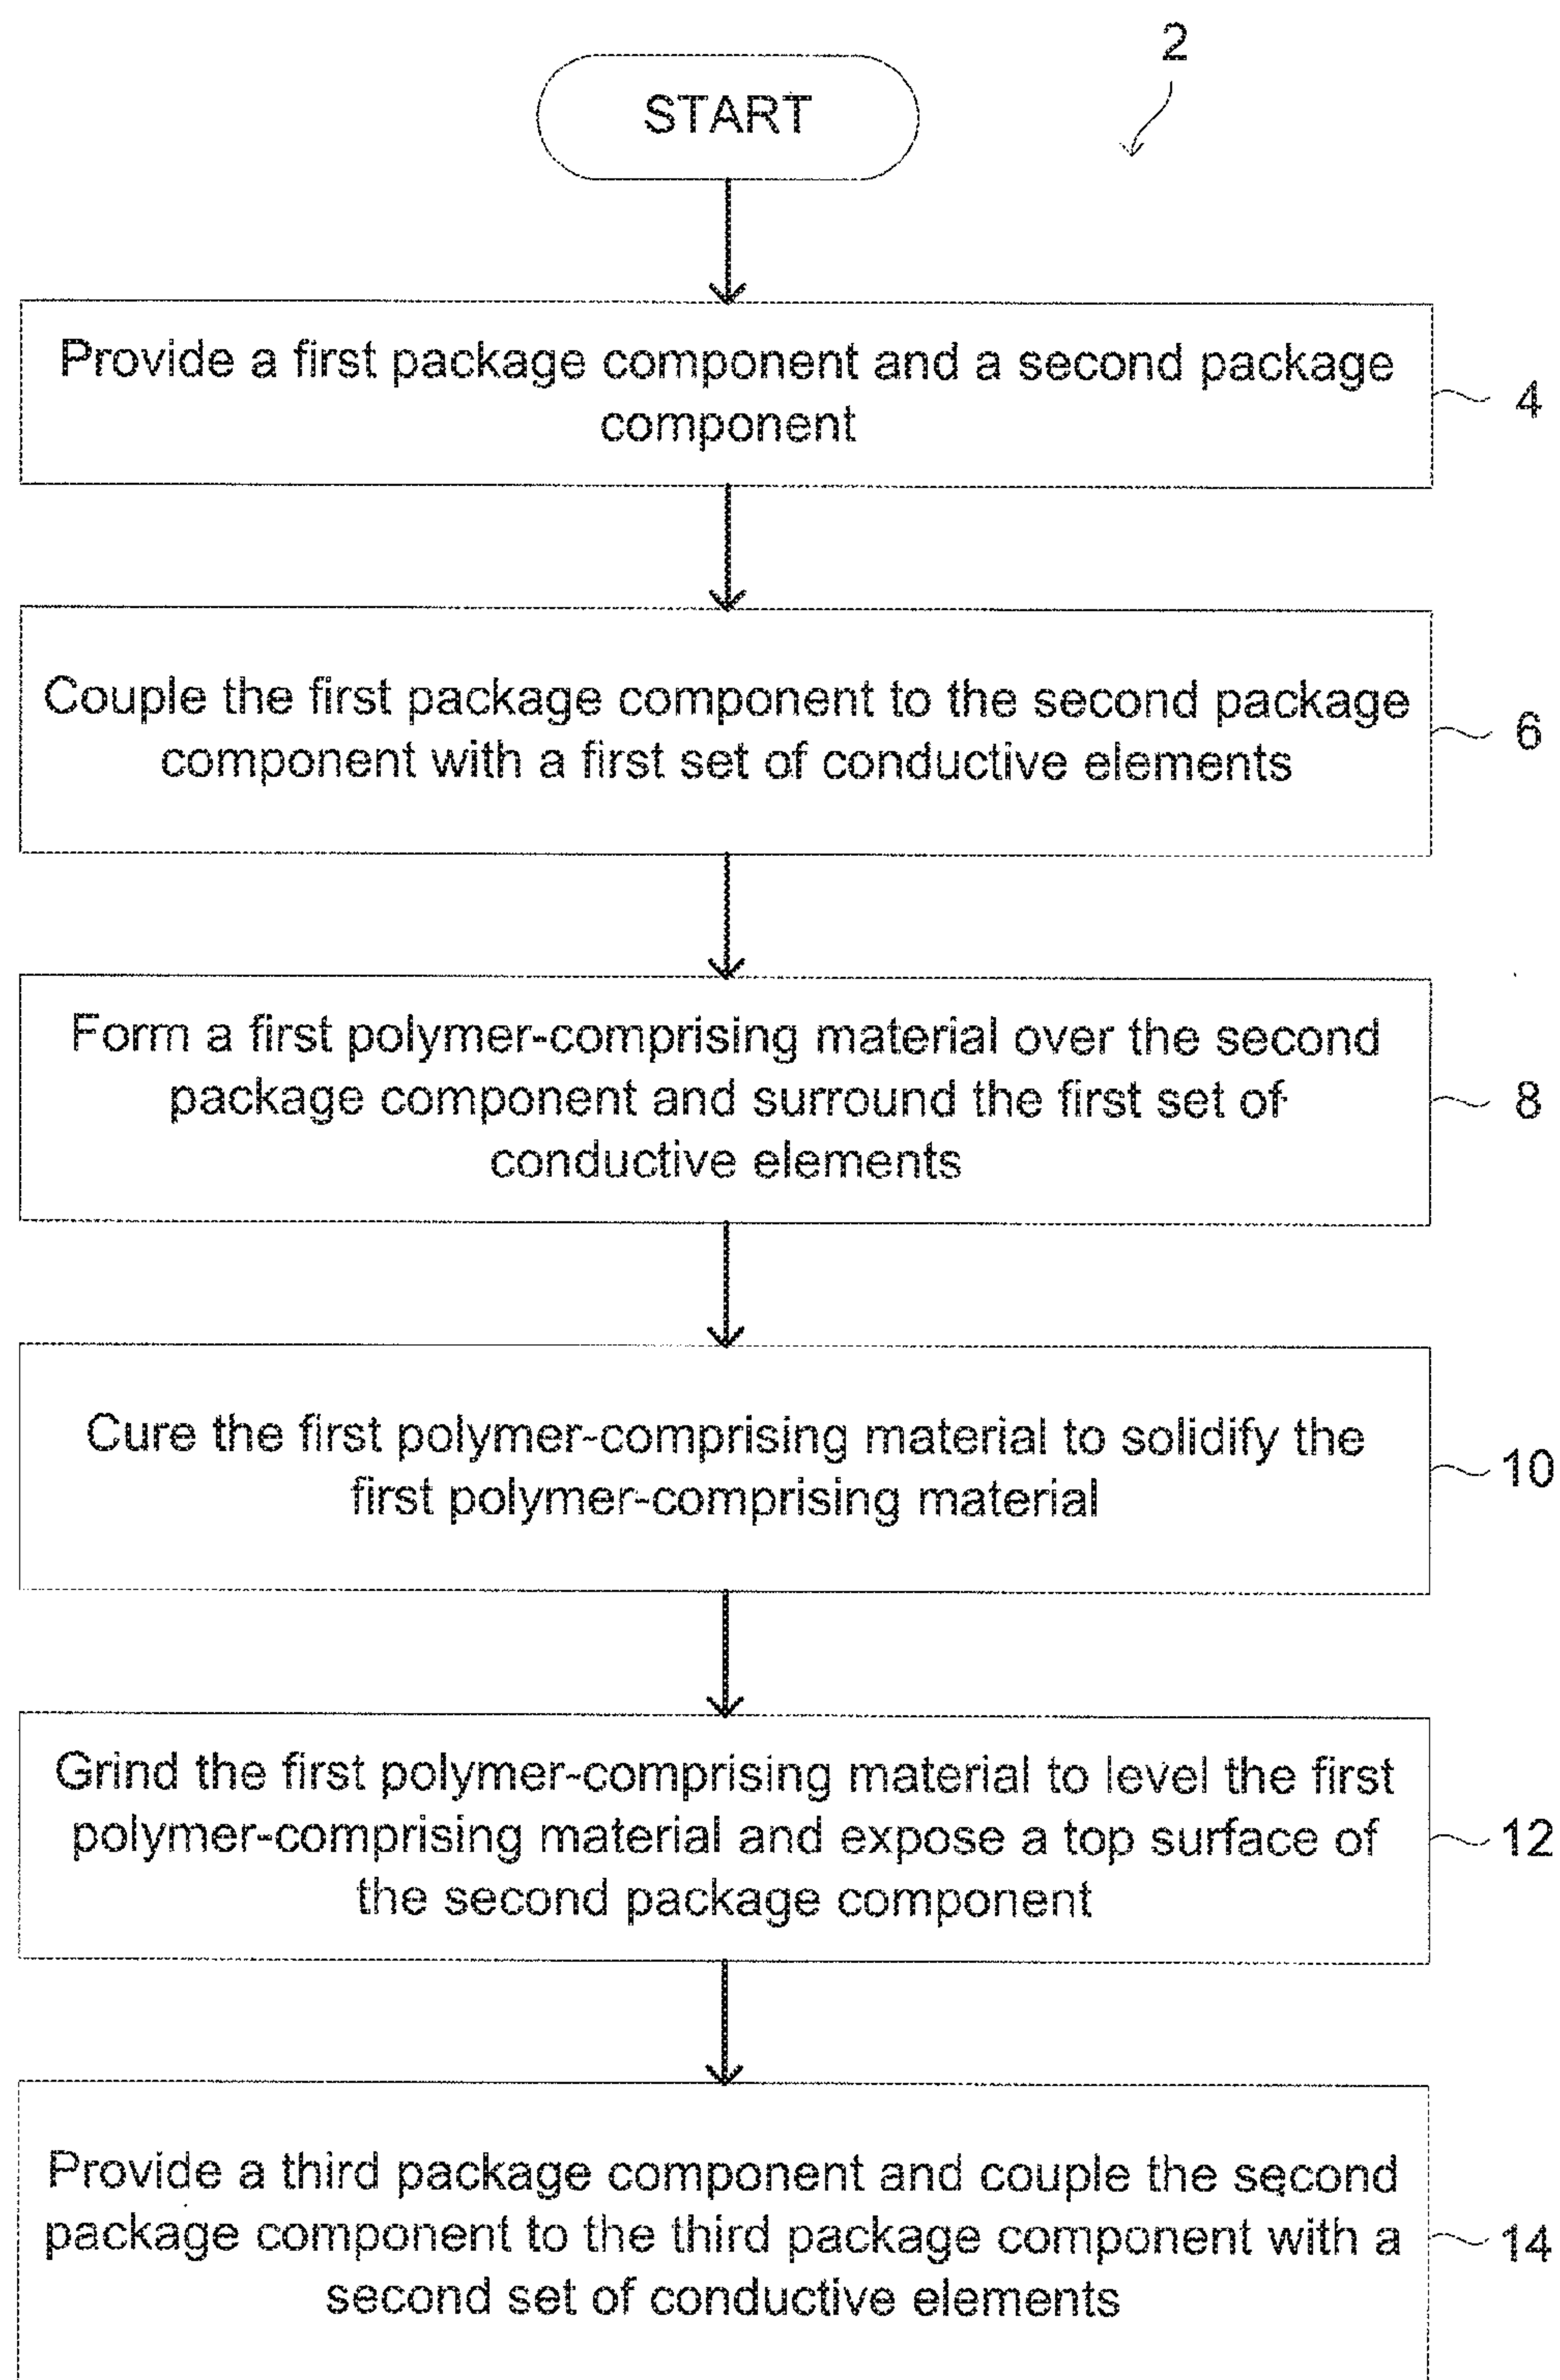 2
START
Provide a first package component and a second package
component
4
Couple the first package component to the second package
component with a first set of conductive elements
6
Form a first polymer-comprising material over the second
package component and surround the first set of
conductive elements
8
Cure the first polymer-comprising material to solidify the
first polymer-comprising material
10
Grind the first polymer-comprising material to level the first
polymer-comprising material and expose a top surface of
the second package component
12
Provide a third package component and couple the second
package component to the third package component with a
second set of conductive elements
14